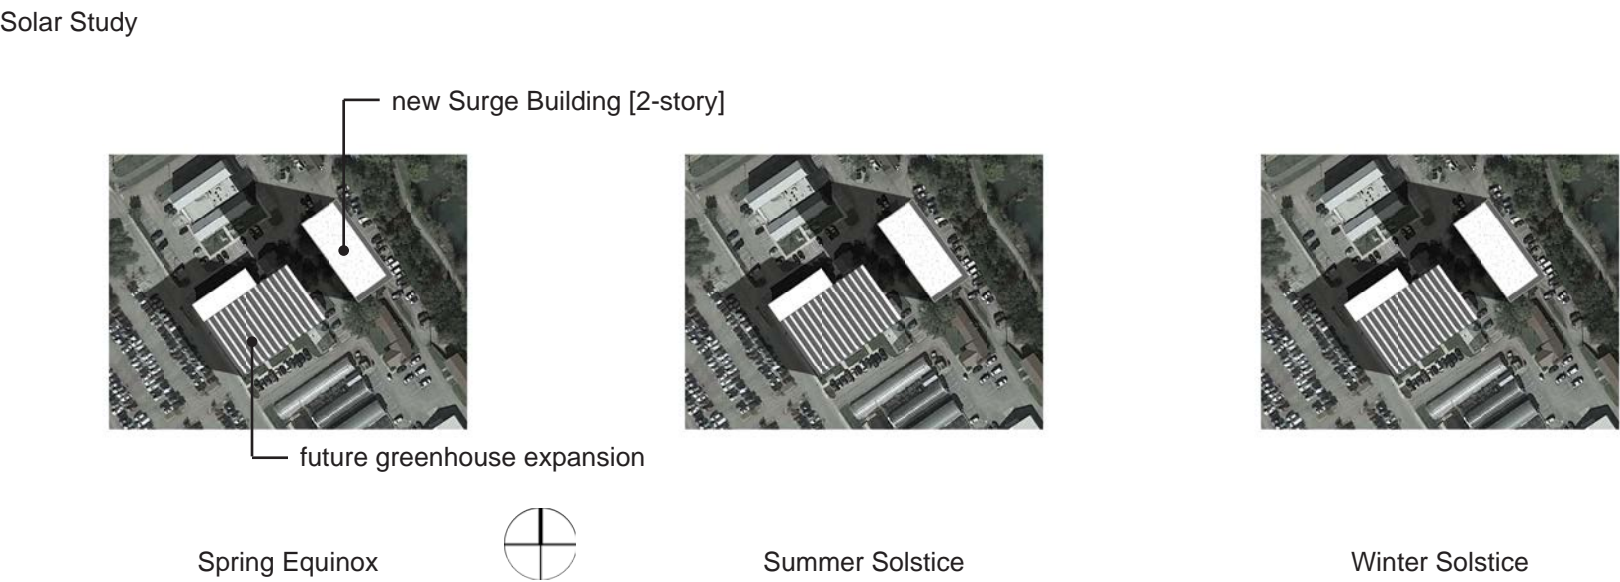 Solar Study
new Surge Building [2-story]
future greenhouse expansion
Spring Equinox
Summer Solstice
Winter Solstice